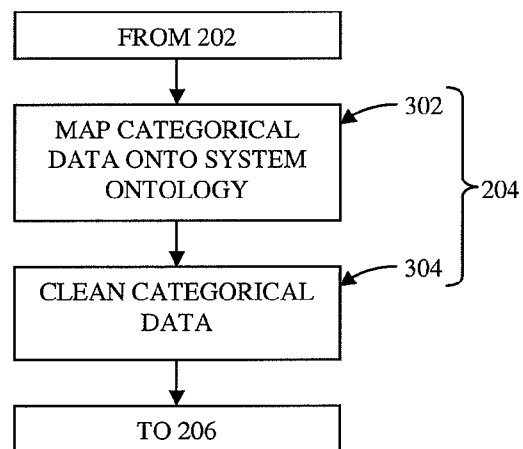 FROM 202
MAP CATEGORICAL
DATA ONTO SYSTEM
ONTOLOGY
302
204
304
CLEAN CATEGORICAL
DATA
TO 206